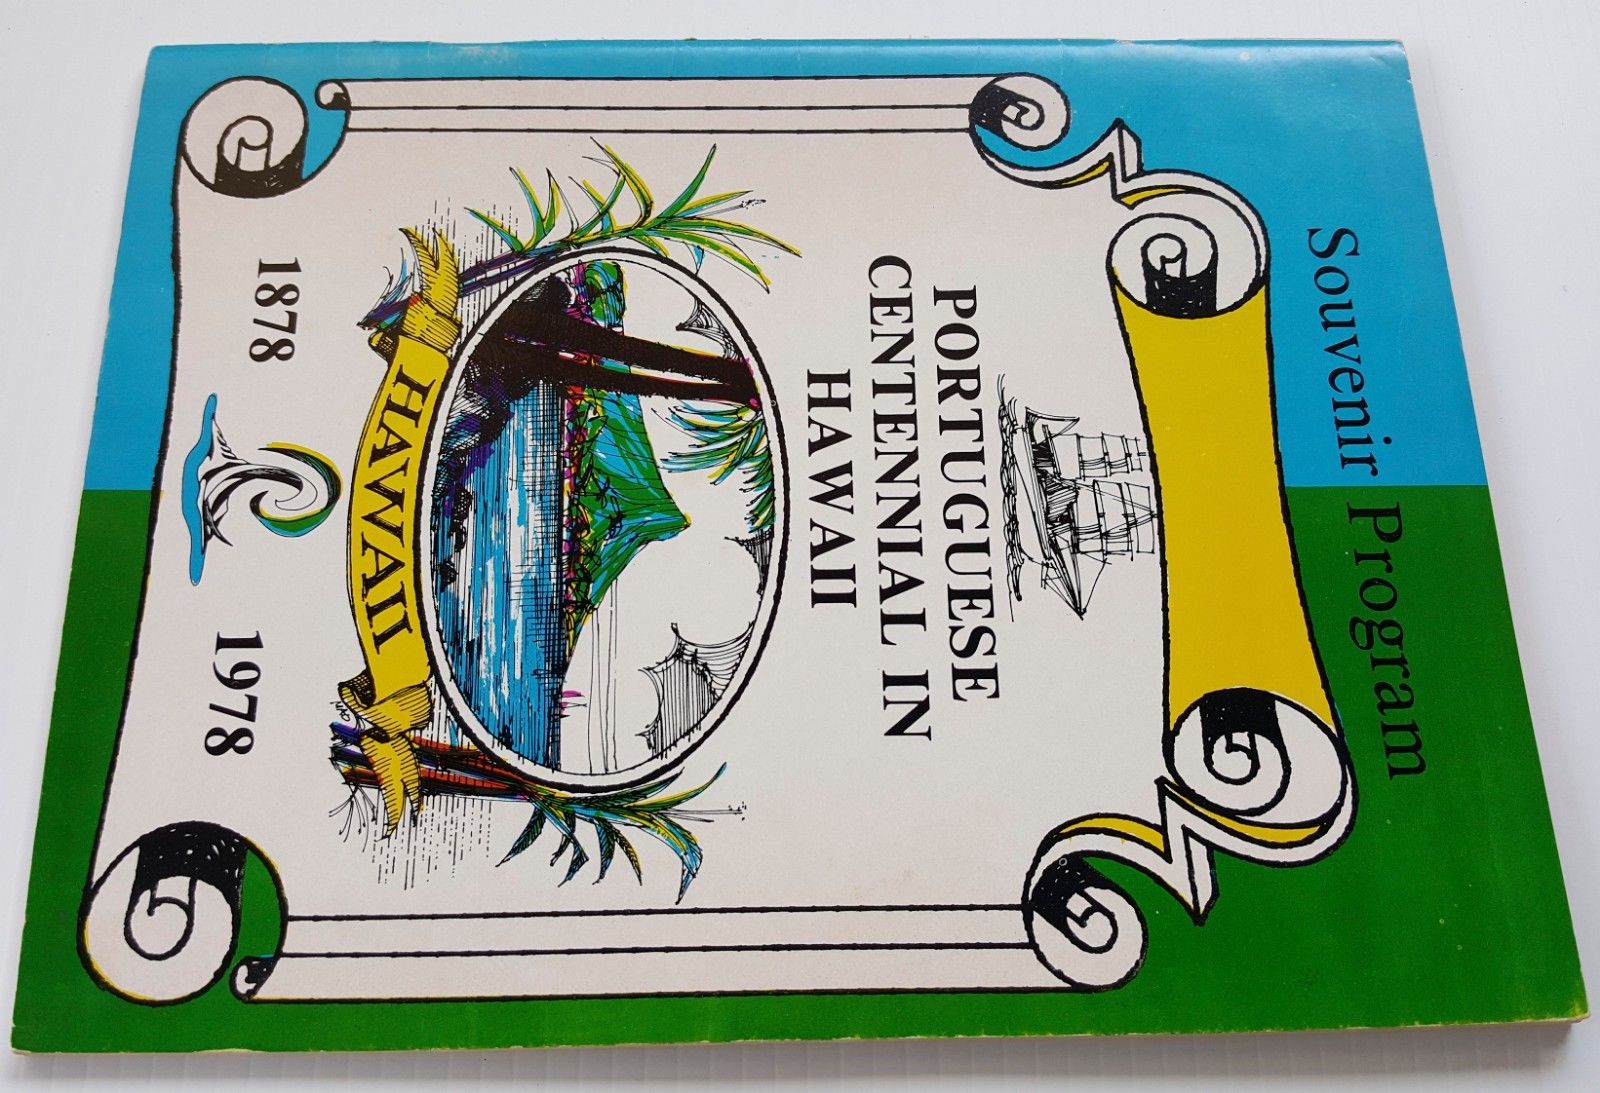 Souvenir Program
PORTUGUESE
CENTENNIAL IN
HAWAII
HAWAII
1878 1978